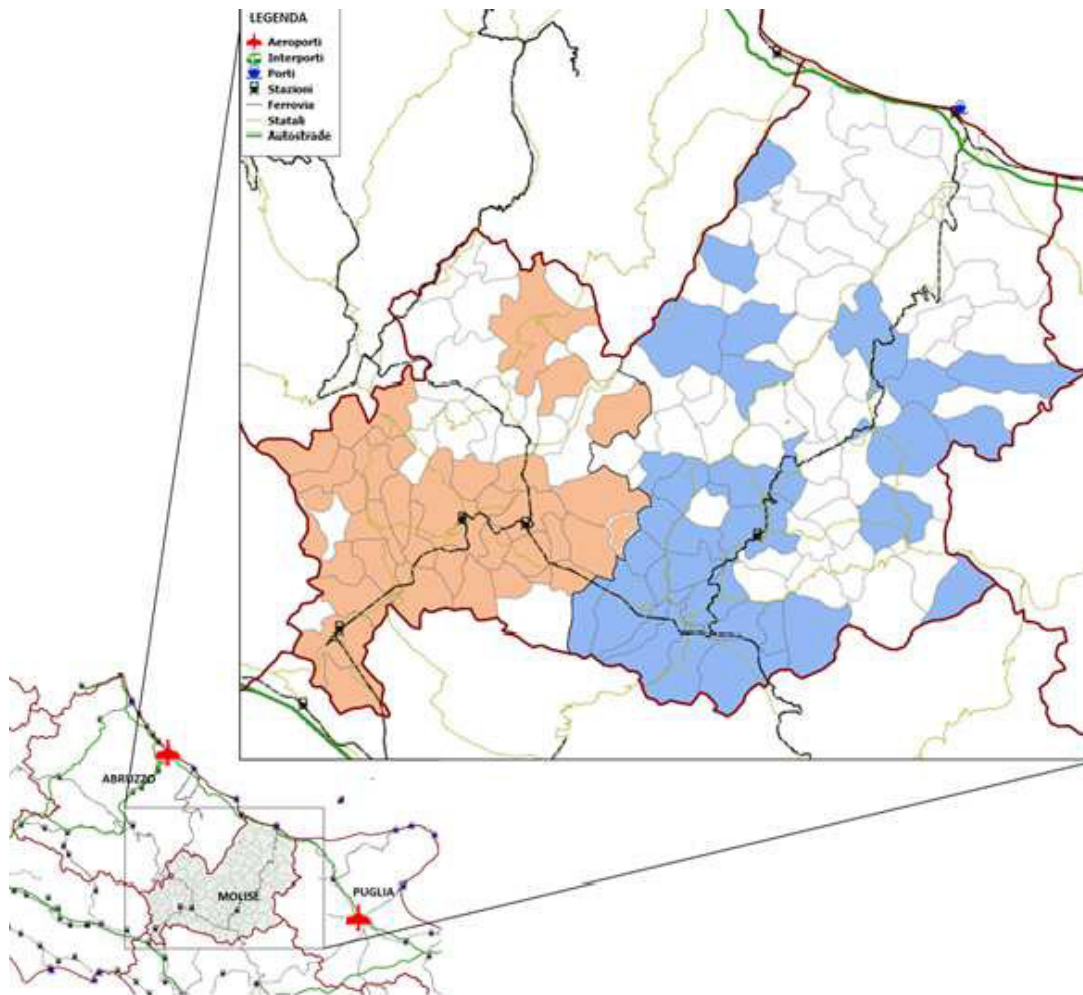 LEGENDA
Aeroporti
Interporti
Porti
Stazioni
Ferrovia
Statali
Autostrade
ABRUZZO
MOLISE
PUGLIA